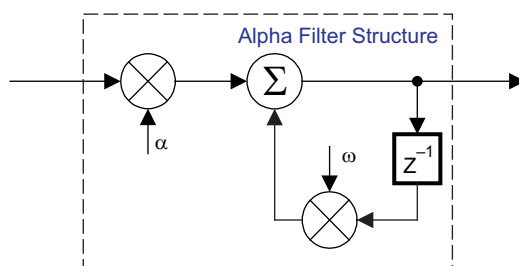 Alpha Filter Structure
Σ
α
ω
z⁻¹